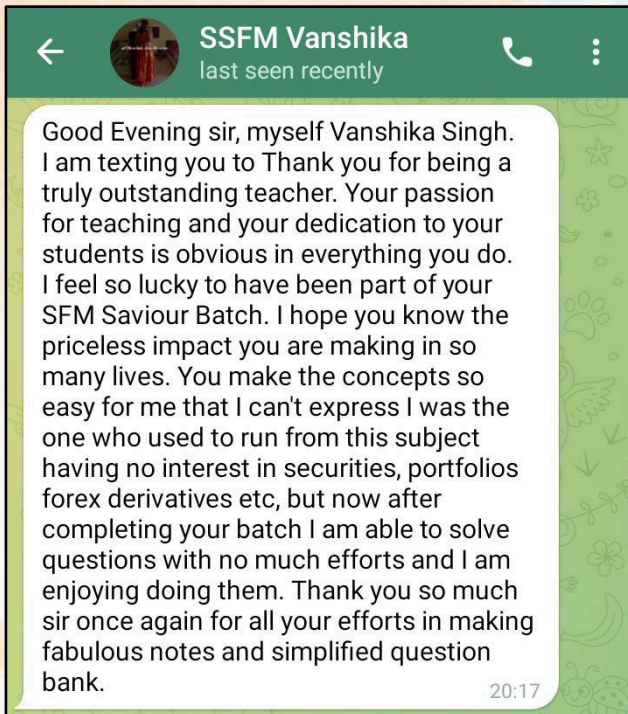 SSFM Vanshika
last seen recently
Good Evening sir, myself Vanshika Singh.
I am texting you to Thank you for being a
truly outstanding teacher. Your passion
for teaching and your dedication to your
students is obvious in everything you do.
I feel so lucky to have been part of your
SFM Saviour Batch. I hope you know the
priceless impact you are making in so
many lives. You make the concepts so
easy for me that I can't express I was the
one who used to run from this subject
having no interest in securities, portfolios
forex derivatives etc, but now after
completing your batch I am able to solve
questions with no much efforts and I am
enjoying doing them. Thank you so much
sir once again for all your efforts in making
fabulous notes and simplified question
bank.
20:17